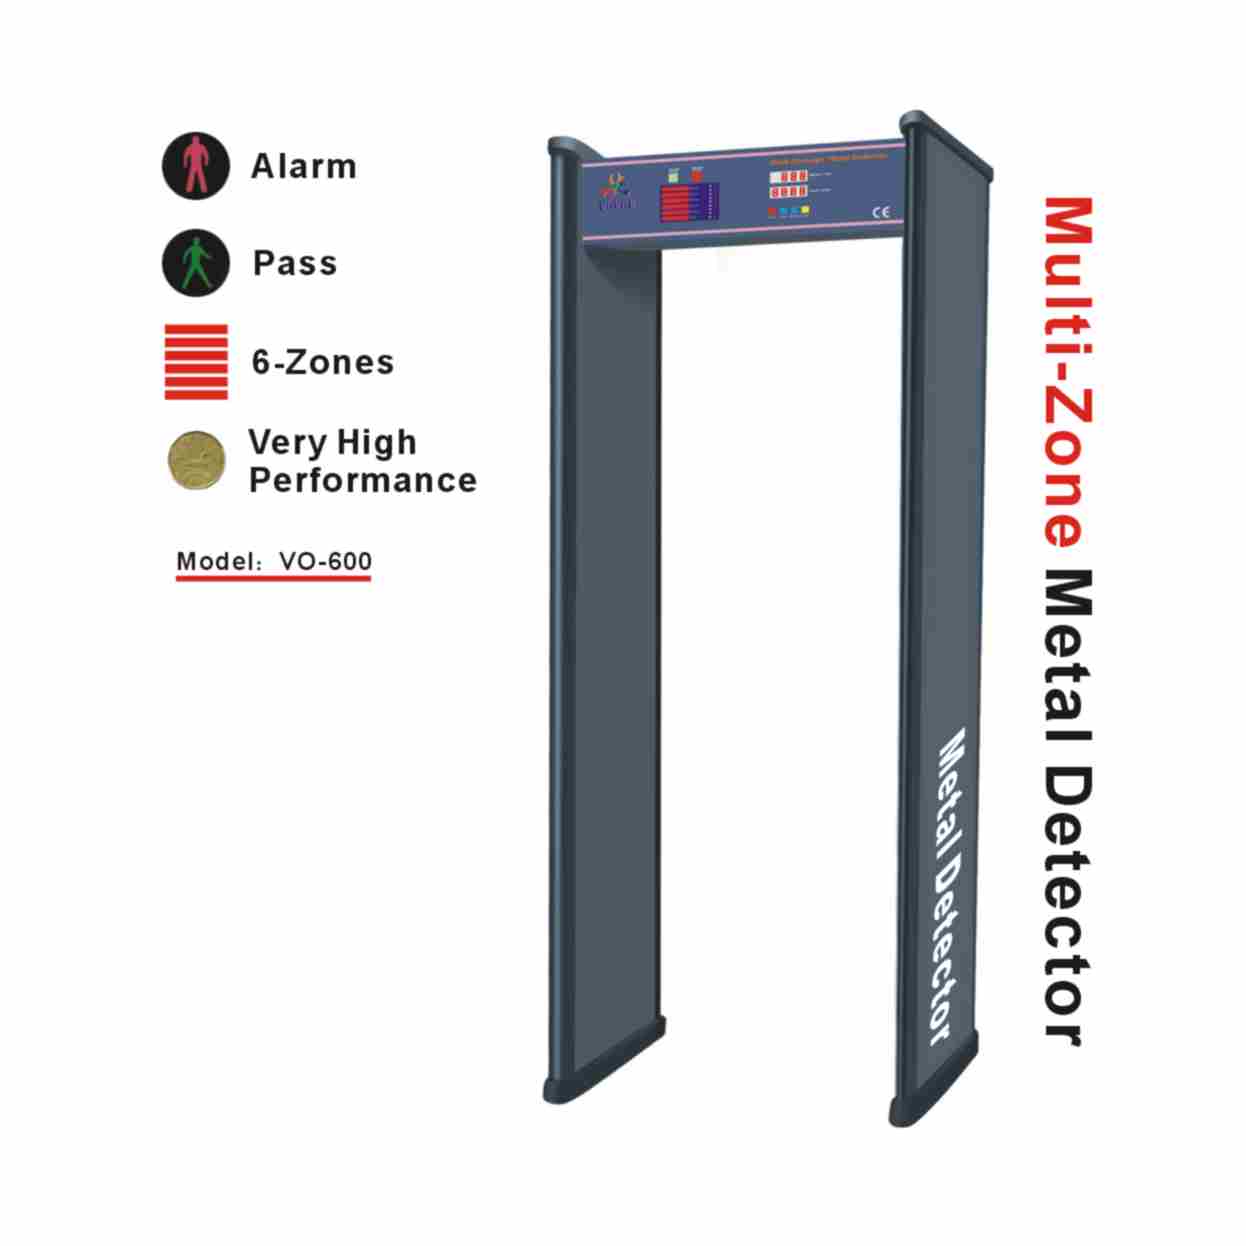 Alarm
Pass
6-Zones
Very High
Performance
Model: VO-600
CE
Metal Detector
Multi-Zone Metal Detector